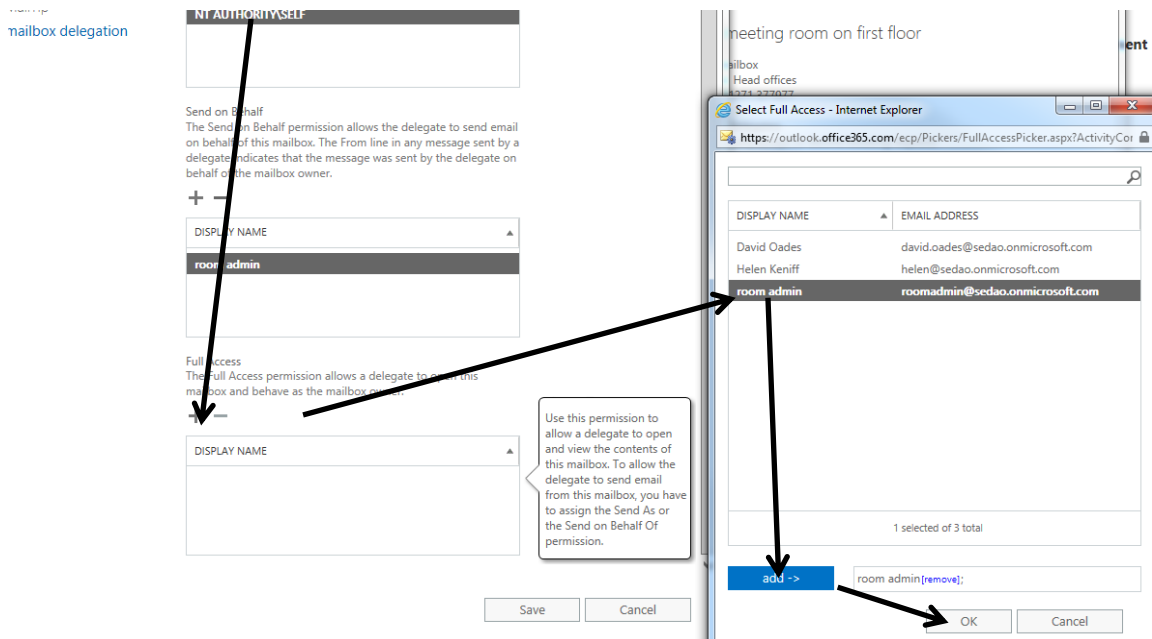 mailbox delegation
NT AUTHORITY\SELF
Send on Behalf
The Send on Behalf permission allows the delegate to send email
on behalf of this mailbox. The From line in any message sent by a
delegate indicates that the message was sent by the delegate on
behalf of the mailbox owner.
DISPLAY NAME
room admin
Full Access
The Full Access permission allows a delegate to open this
mailbox and behave as the mailbox owner.
DISPLAY NAME
Use this permission to
allow a delegate to open
and view the contents of
this mailbox. To allow the
delegate to send email
from this mailbox, you have
to assign the Send As or
the Send on Behalf Of
permission.
Save
Cancel
meeting room on first floor
ailbox
Head offices
ent
Select Full Access - Internet Explorer
https://outlook.office365.com/ecp/Pickers/FullAccessPicker.aspx?ActivityCor
DISPLAY NAME
EMAIL ADDRESS
David Oades
david.oades@sedao.onmicrosoft.com
Helen Keniff
helen@sedao.onmicrosoft.com
room admin
roomadmin@sedao.onmicrosoft.com
1 selected of 3 total
add ->
room admin[remove];
OK
Cancel